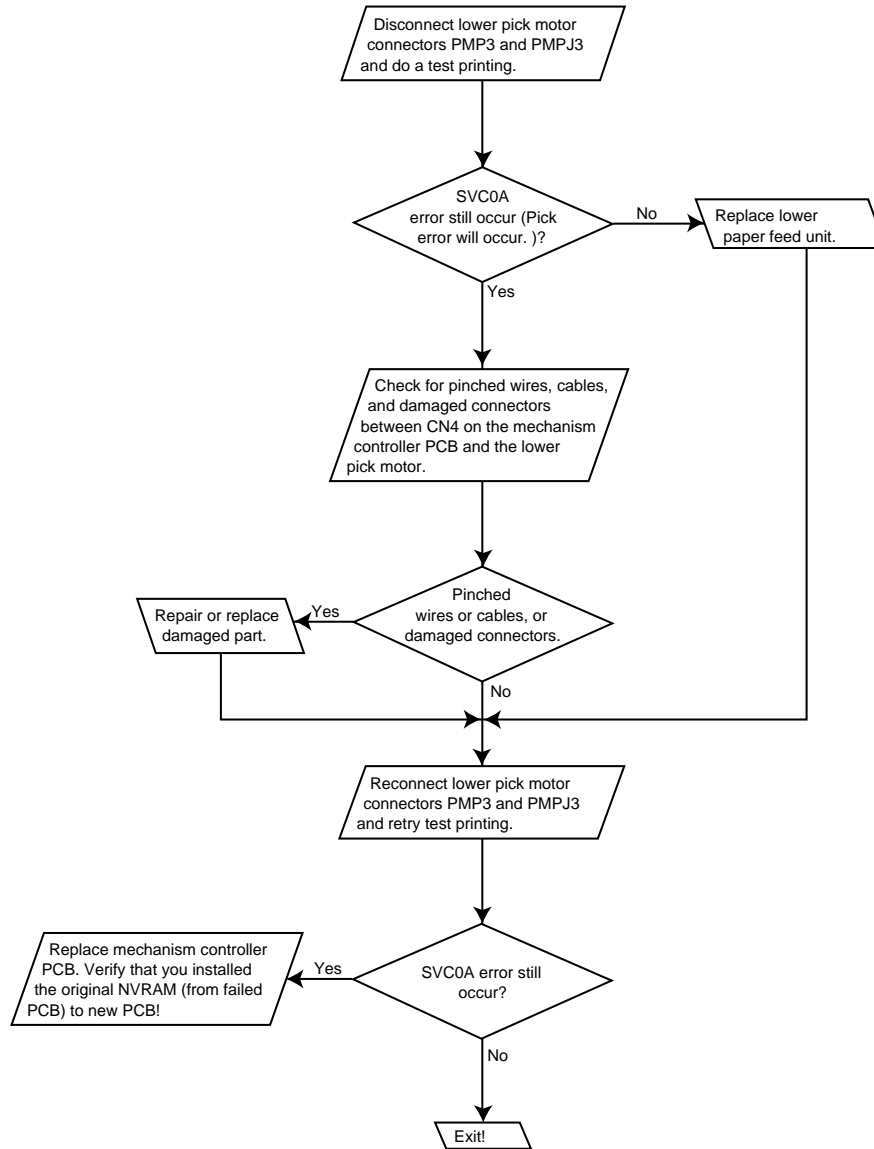 Disconnect lower pick motor
connectors PMP3 and PMPJ3
and do a test printing.
SVC0A
error still occur (Pick
error will occur. )?
No
Replace lower
paper feed unit.
Yes
Check for pinched wires, cables,
and damaged connectors
between CN4 on the mechanism
controller PCB and the lower
pick motor.
Pinched
wires or cables, or
damaged connectors.
Yes
Repair or replace
damaged part.
No
Reconnect lower pick motor
connectors PMP3 and PMPJ3
and retry test printing.
SVC0A error still
occur?
Yes
Replace mechanism controller
PCB. Verify that you installed
the original NVRAM (from failed
PCB) to new PCB!
No
Exit!